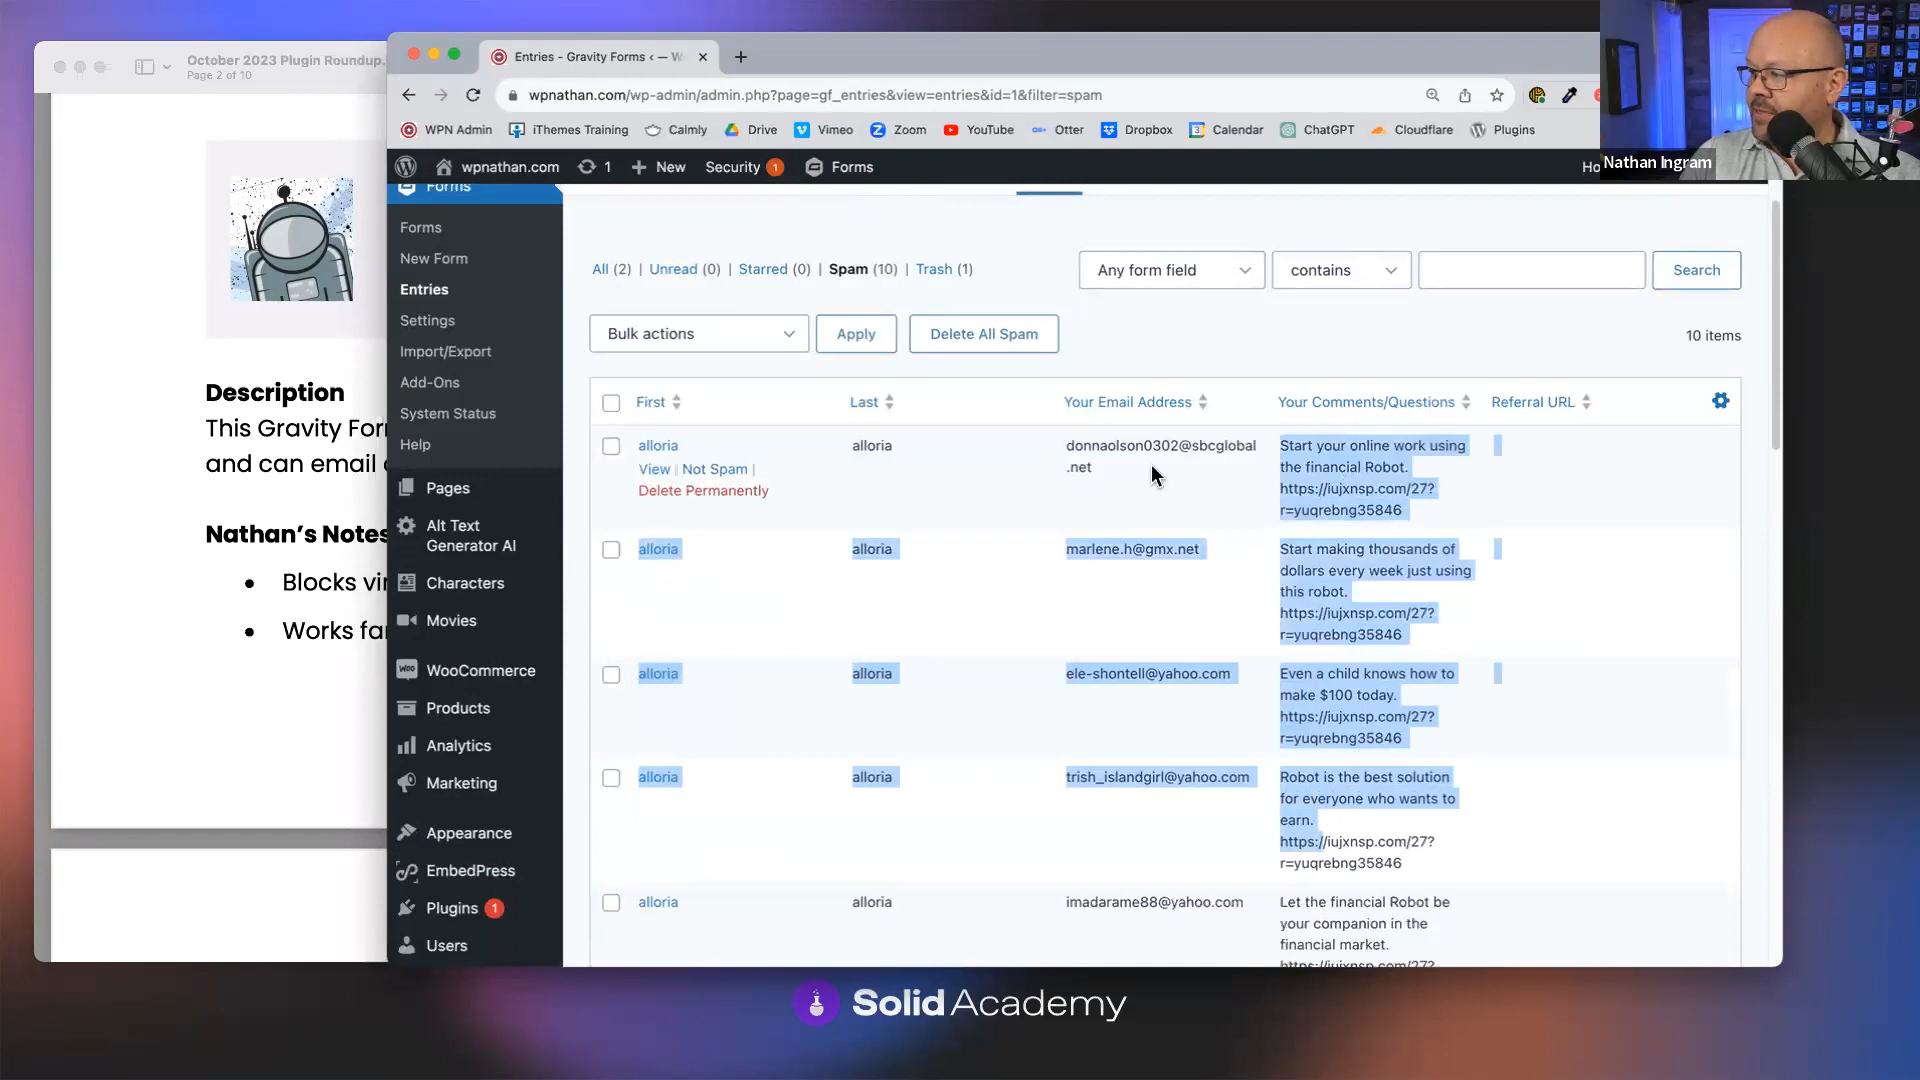 October 2023 Plugin Roundup.
Page 2 of 10
Description
This Gravity For
and can email
Nathan's Notes
Blocks vi
Works fa
Entries - Gravity Forms ‹ — W
wpnathan.com/wp-admin/admin.php?page=gf_entries&view=entries&id=1&filter=spam
WPN Admin
iThemes Training
Calmly
Drive
Vimeo
Zoom
YouTube
Otter
Dropbox
Calendar
ChatGPT
Cloudflare
Plugins
Nathan Ingram
wpnathan.com
1
New
Security 1
Forms
Ho
Forms
Forms
New Form
Entries
Settings
Import/Export
Add-Ons
System Status
Help
Pages
Alt Text
Generator AI
Characters
Movies
WooCommerce
Products
Analytics
Marketing
Appearance
EmbedPress
Plugins 1
Users
All (2) | Unread (0) | Starred (0) | Spam (10) | Trash (1)
Any form field
contains
Search
Bulk actions
Apply
Delete All Spam
10 items
First
Last
Your Email Address
Your Comments/Questions
Referral URL
alloria
View | Not Spam |
Delete Permanently
alloria
donnaolson0302@sbcglobal
.net
Start your online work using
the financial Robot.
https://iujxnsp.com/27?
r=yuqrebng35846
alloria
alloria
marlene.h@gmx.net
Start making thousands of
dollars every week just using
this robot.
https://iujxnsp.com/27?
r=yuqrebng35846
alloria
alloria
ele-shontell@yahoo.com
Even a child knows how to
make $100 today.
https://iujxnsp.com/27?
r=yuqrebng35846
alloria
alloria
trish_islandgirl@yahoo.com
Robot is the best solution
for everyone who wants to
earn.
https://iujxnsp.com/27?
r=yuqrebng35846
alloria
alloria
imadarame88@yahoo.com
Let the financial Robot be
your companion in the
financial market.
https://iujxnsp.com/27?
SolidAcademy